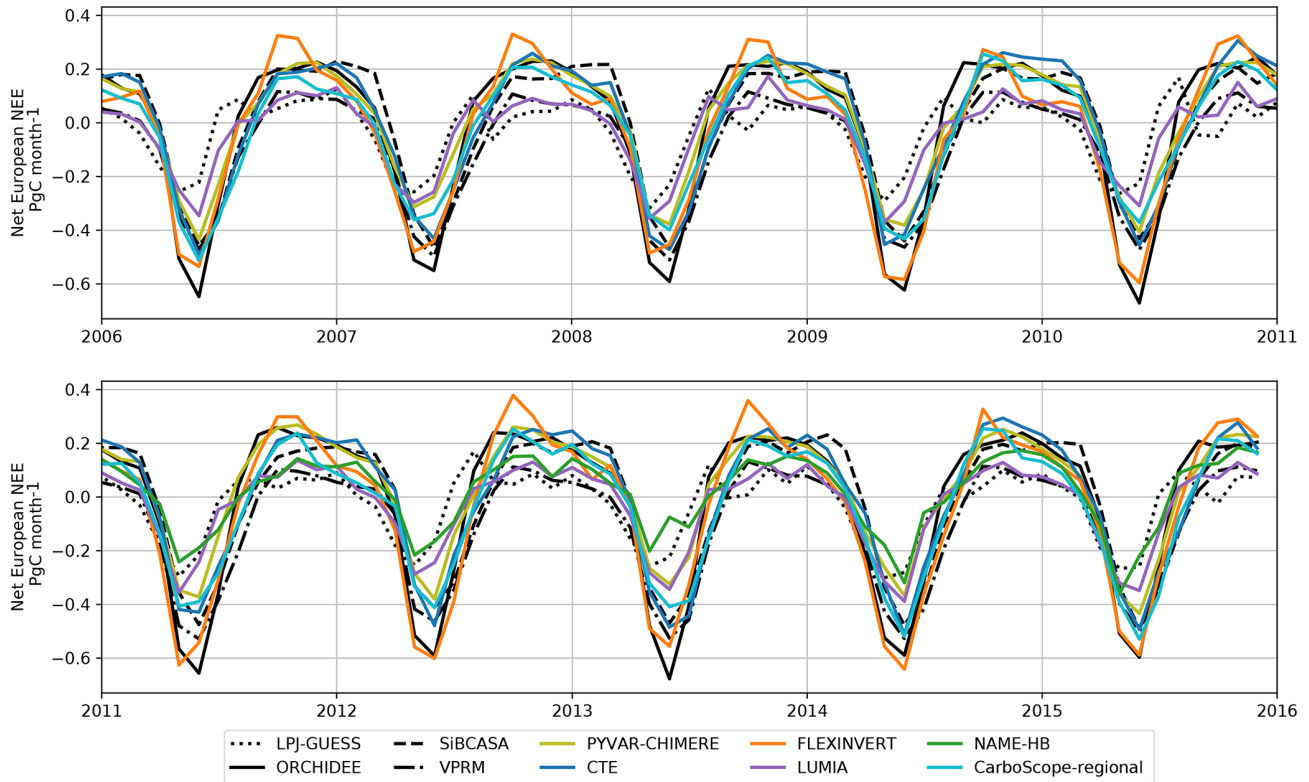 0.4
0.2
0.0
−0.2
−0.4
−0.6
Net European NEE
PgC month-1
2006 2007 2008 2009 2010 2011
0.4
0.2
0.0
−0.2
−0.4
−0.6
Net European NEE
PgC month-1
2011 2012 2013 2014 2015 2016
LPJ-GUESS SiBCASA PYVAR-CHIMERE FLEXINVERT NAME-HB
ORCHIDEE VPRM CTE LUMIA CarboScope-regional